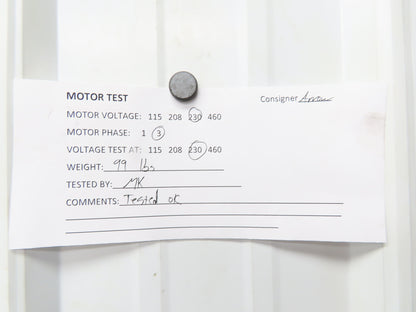 MOTOR TEST
Consigner
MOTOR VOLTAGE: 115 208 230 460
MOTOR PHASE: 1 3
VOLTAGE TEST AT: 115 208 230 460
WEIGHT: 99 lbs
TESTED BY: MK
COMMENTS: Tested ok